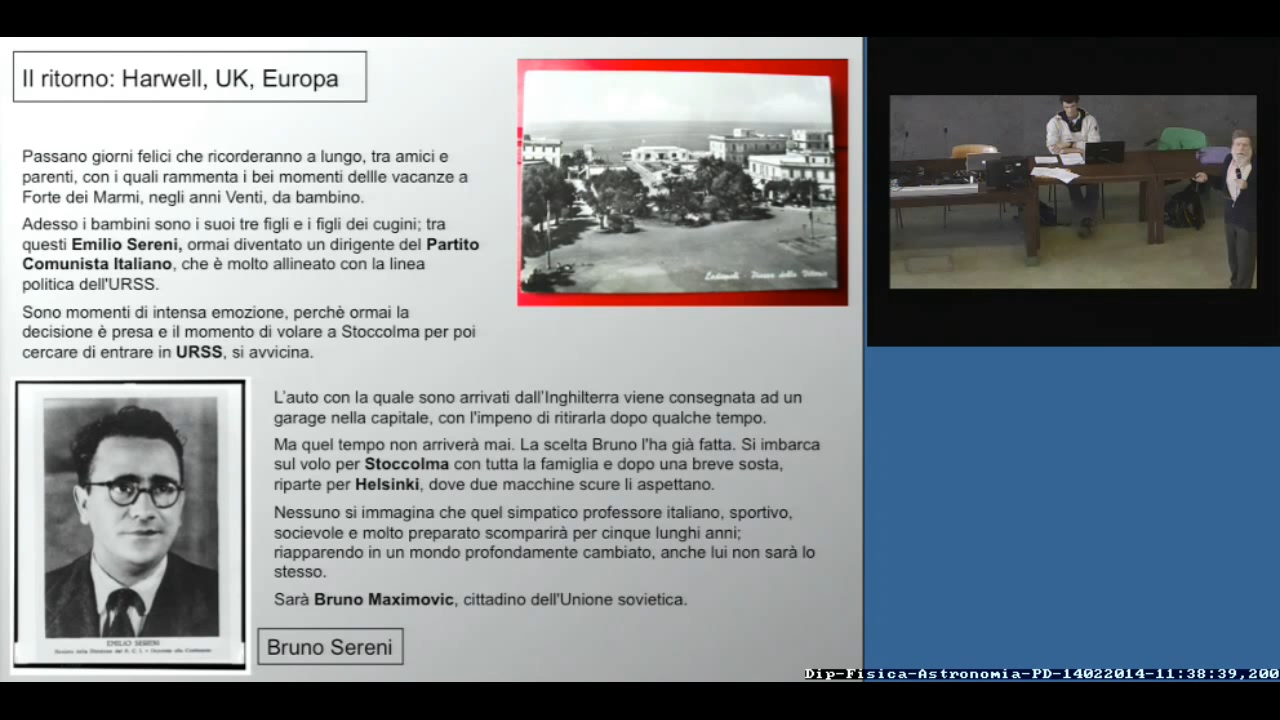 Il ritorno: Harwell, UK, Europa
Passano giorni felici che ricorderanno a lungo, tra amici e
parenti, con i quali rammenta i bei momenti dellle vacanze a
Forte dei Marmi, negli anni Venti, da bambino.
Adesso i bambini sono i suoi tre figli e i figli dei cugini; tra
questi Emilio Sereni, ormai diventato un dirigente del Partito
Comunista Italiano, che è molto allineato con la linea
politica dell'URSS.
Sono momenti di intensa emozione, perchè ormai la
decisione è presa e il momento di volare a Stoccolma per poi
cercare di entrare in URSS, si avvicina.
Piazza della Vittoria
L'auto con la quale sono arrivati dall'Inghilterra viene consegnata ad un
garage nella capitale, con l'impeno di ritirarla dopo qualche tempo.
Ma quel tempo non arriverà mai. La scelta Bruno l'ha già fatta. Si imbarca
sul volo per Stoccolma con tutta la famiglia e dopo una breve sosta,
riparte per Helsinki, dove due macchine scure li aspettano.
Nessuno si immagina che quel simpatico professore italiano, sportivo,
socievole e molto preparato scomparirà per cinque lunghi anni;
riapparendo in un mondo profondamente cambiato, anche lui non sarà lo
stesso.
Sarà Bruno Maximovic, cittadino dell'Unione sovietica.
EMILIO SERENI
Bruno Sereni
Dip-Fisica-Astronomia-PD-14022014-11:38:39,200